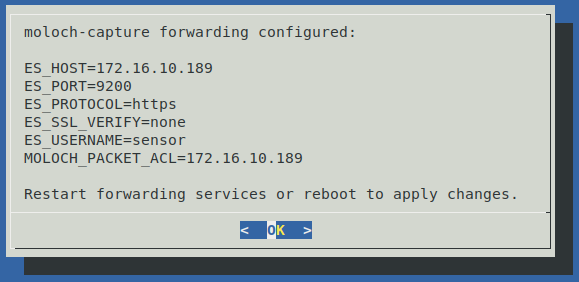 moloch-capture forwarding configured:
ES_HOST=172.16.10.189
ES_PORT=9200
ES_PROTOCOL=https
ES_SSL_VERIFY=none
ES_USERNAME=sensor
MOLOCH_PACKET_ACL=172.16.10.189
Restart forwarding services or reboot to apply changes.
<  OK  >